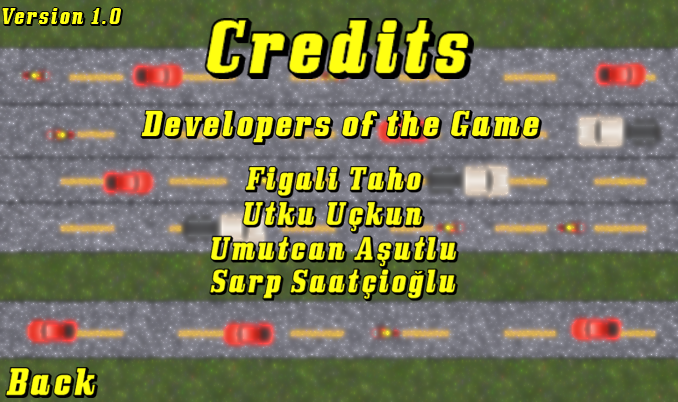 Version 1.0
Credits
Developers of the Game
Figali Taho
Utku Uçkun
Umutcan Aşutlu
Sarp Saatçioğlu
Back